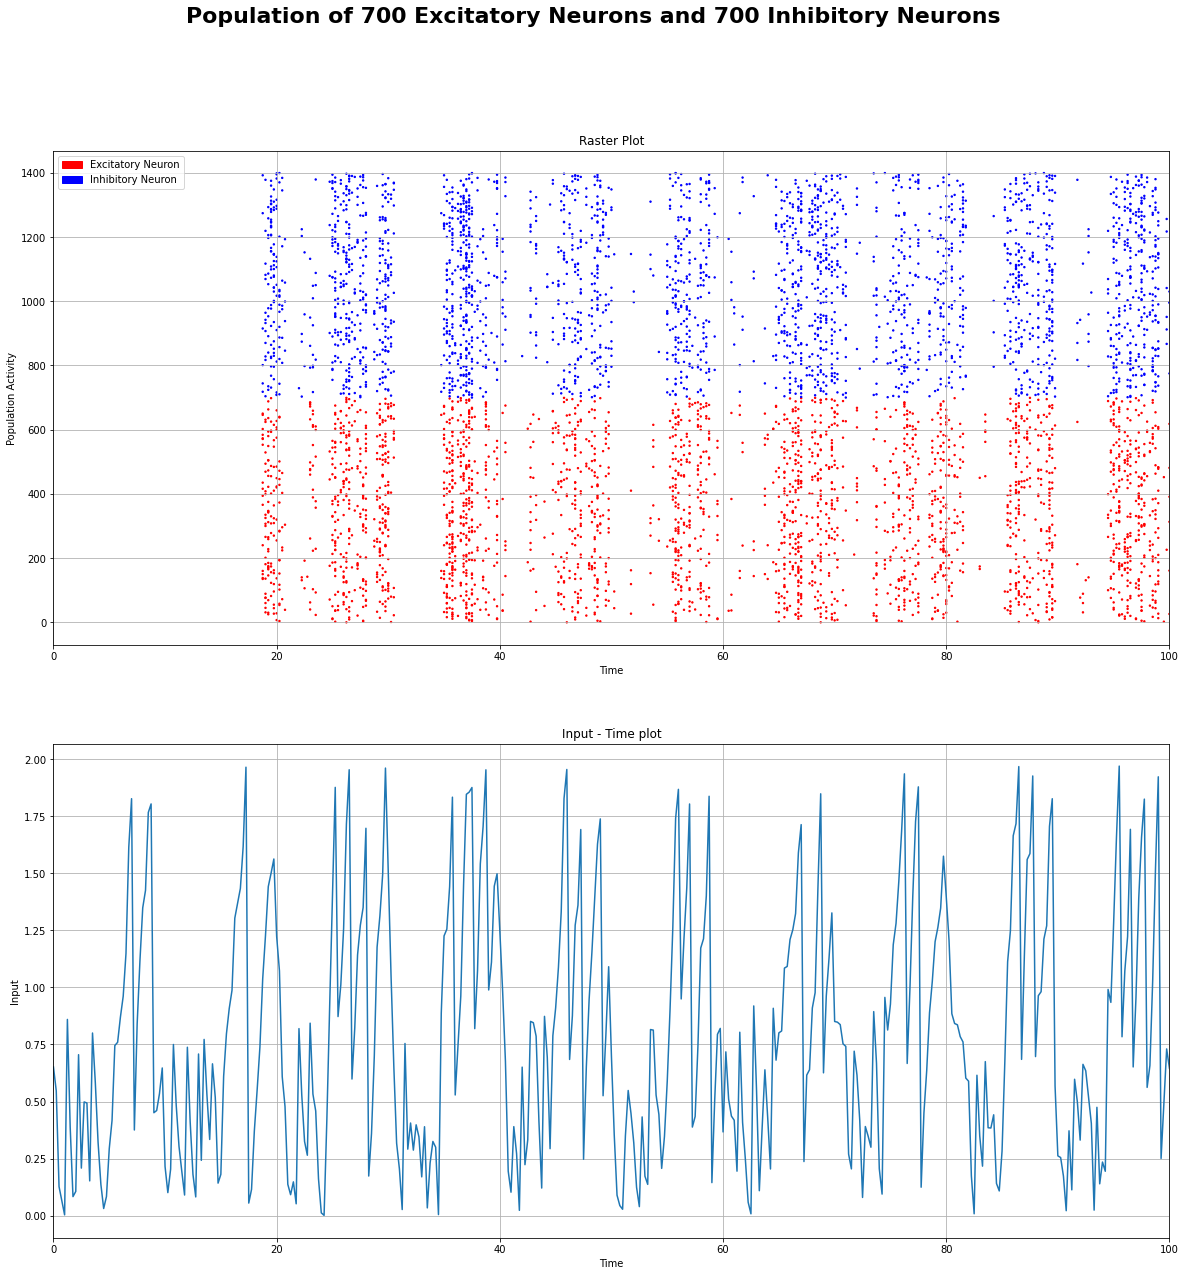 Population of 700 Excitatory Neurons and 700 Inhibitory Neurons
Raster Plot
Excitatory Neuron
Inhibitory Neuron
1400
1200
1000
800
600
400
200
0
Population Activity
0 20 40 60 80 100
Time
Input - Time plot
2.00
1.75
1.50
1.25
1.00
0.75
0.50
0.25
0.00
Input
0 20 40 60 80 100
Time